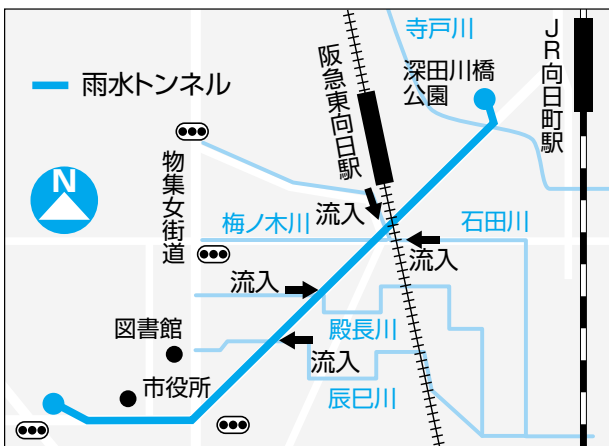 寺戸川
JR向日町駅
阪急東向日駅
深田川橋
公園
雨水トンネル
物集女街道
N
流入
梅ノ木川
石田川
流入
流入
殿長川
図書館
流入
市役所
辰巳川